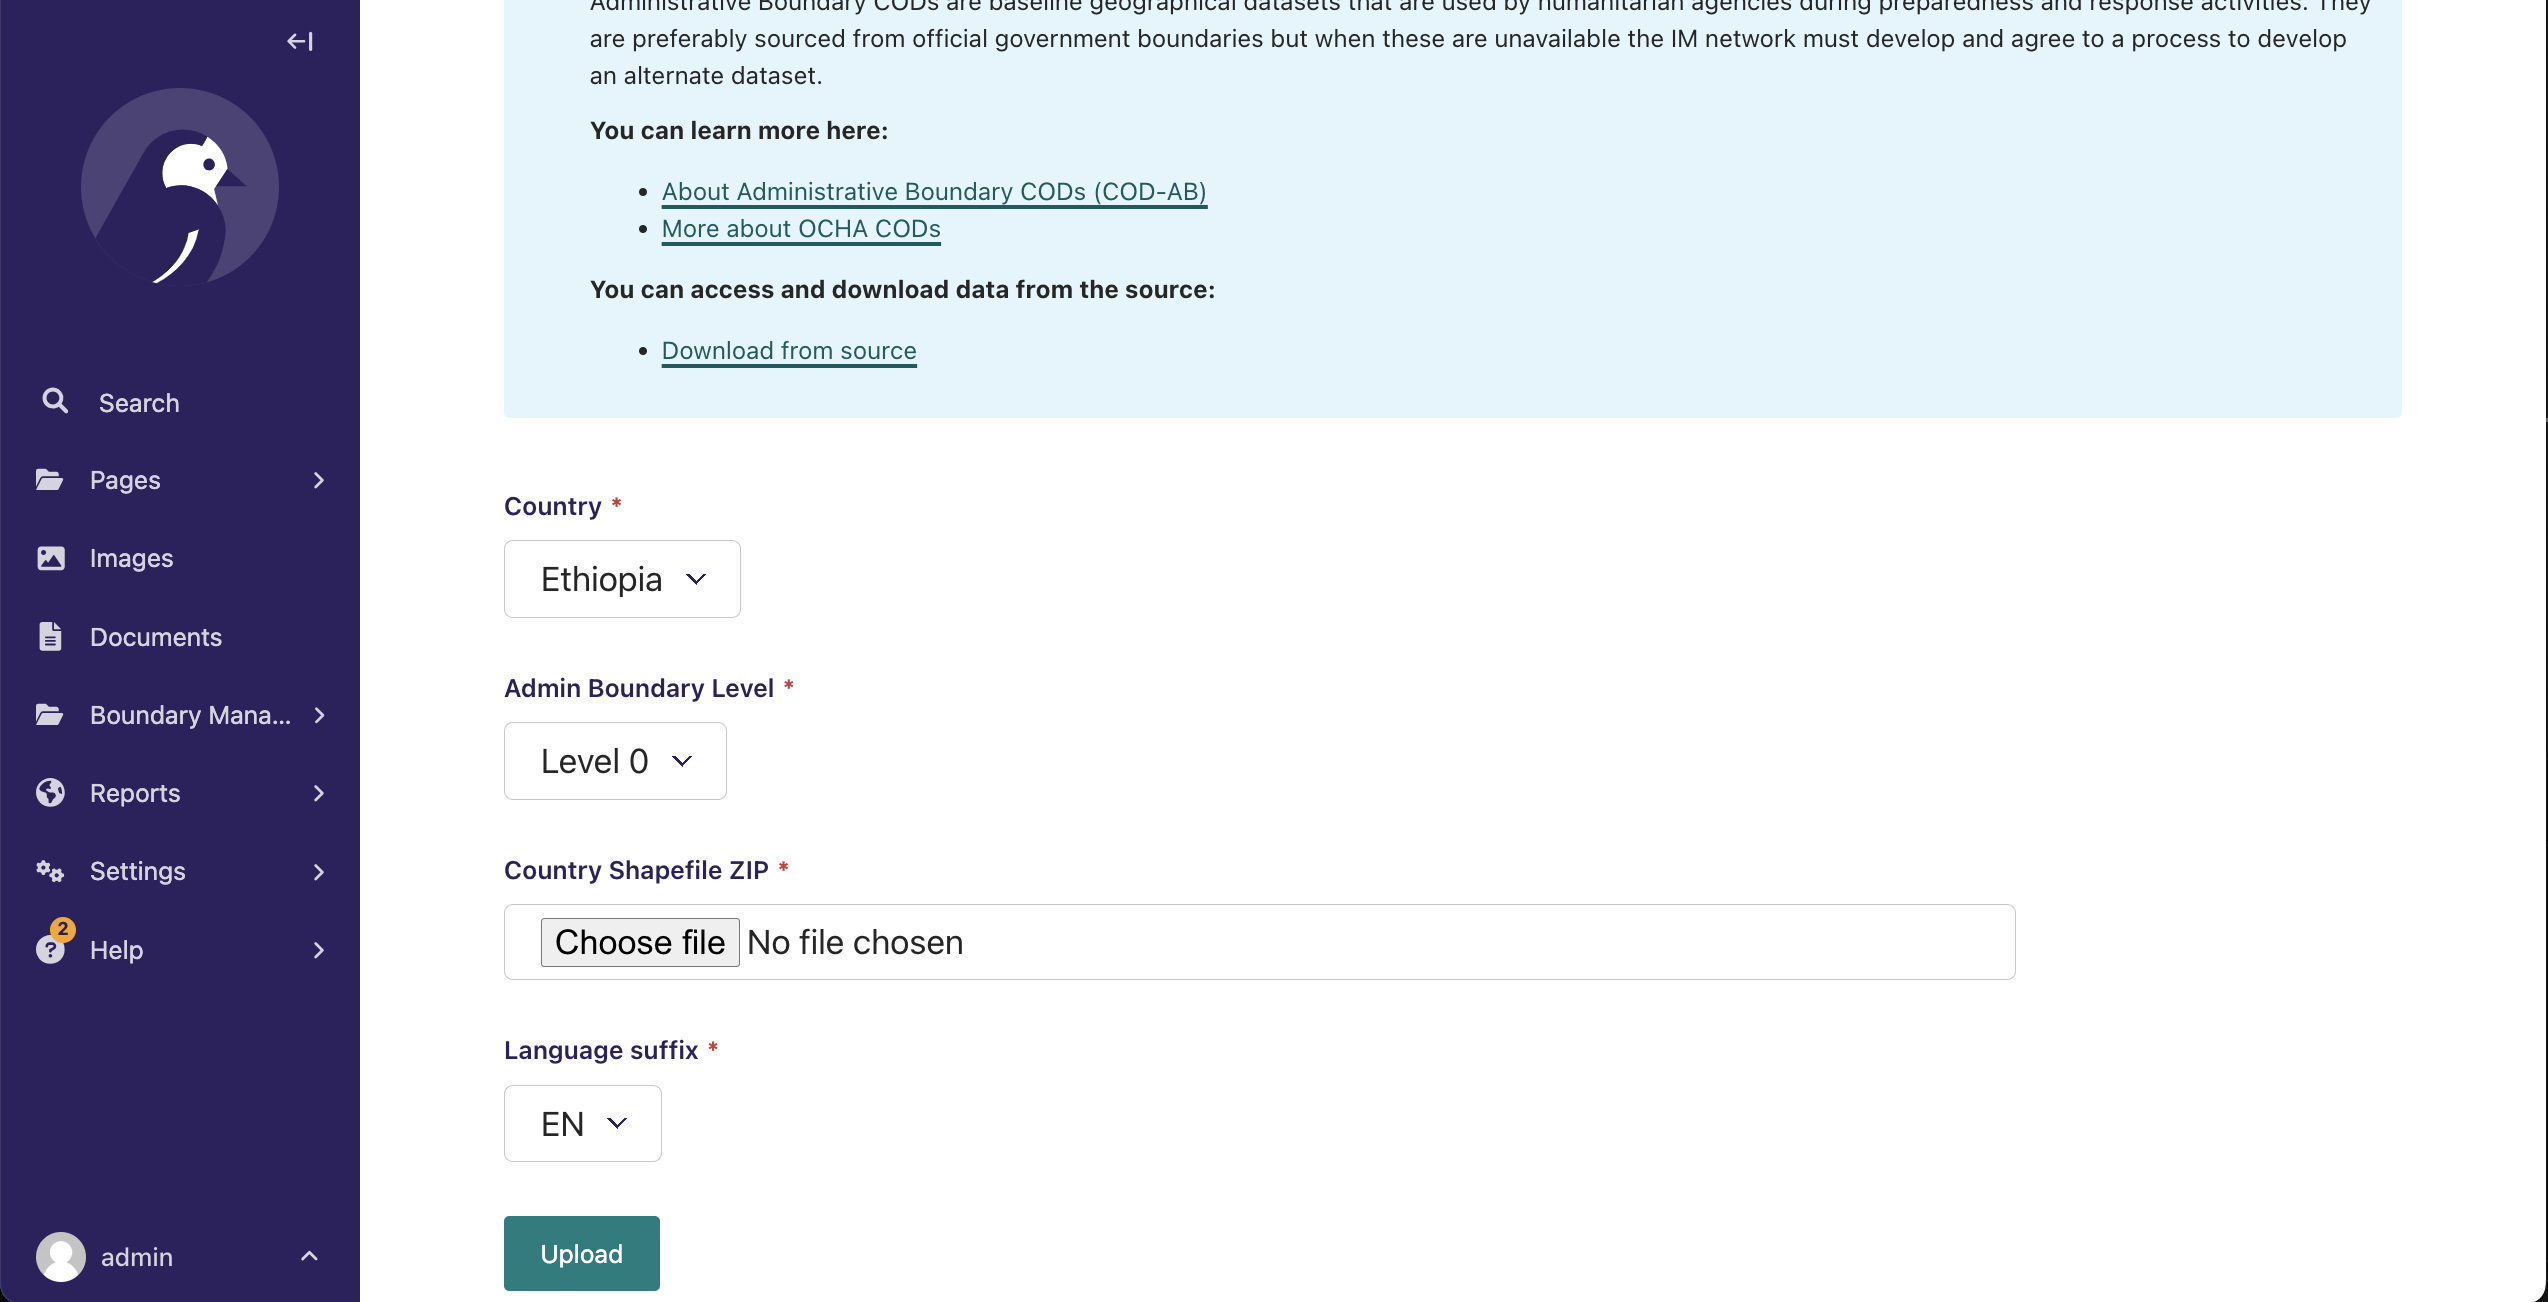 Administrative Boundary CODs are baseline geographical datasets that are used by humanitarian agencies during preparedness and response activities. They
are preferably sourced from official government boundaries but when these are unavailable the IM network must develop and agree to a process to develop
an alternate dataset.
You can learn more here:
About Administrative Boundary CODs (COD-AB)
More about OCHA CODs
You can access and download data from the source:
Download from source
Search
Pages
Images
Documents
Boundary Mana...
Reports
Settings
2
Help
admin
Country *
Ethiopia
Admin Boundary Level *
Level 0
Country Shapefile ZIP *
Choose file No file chosen
Language suffix *
EN
Upload